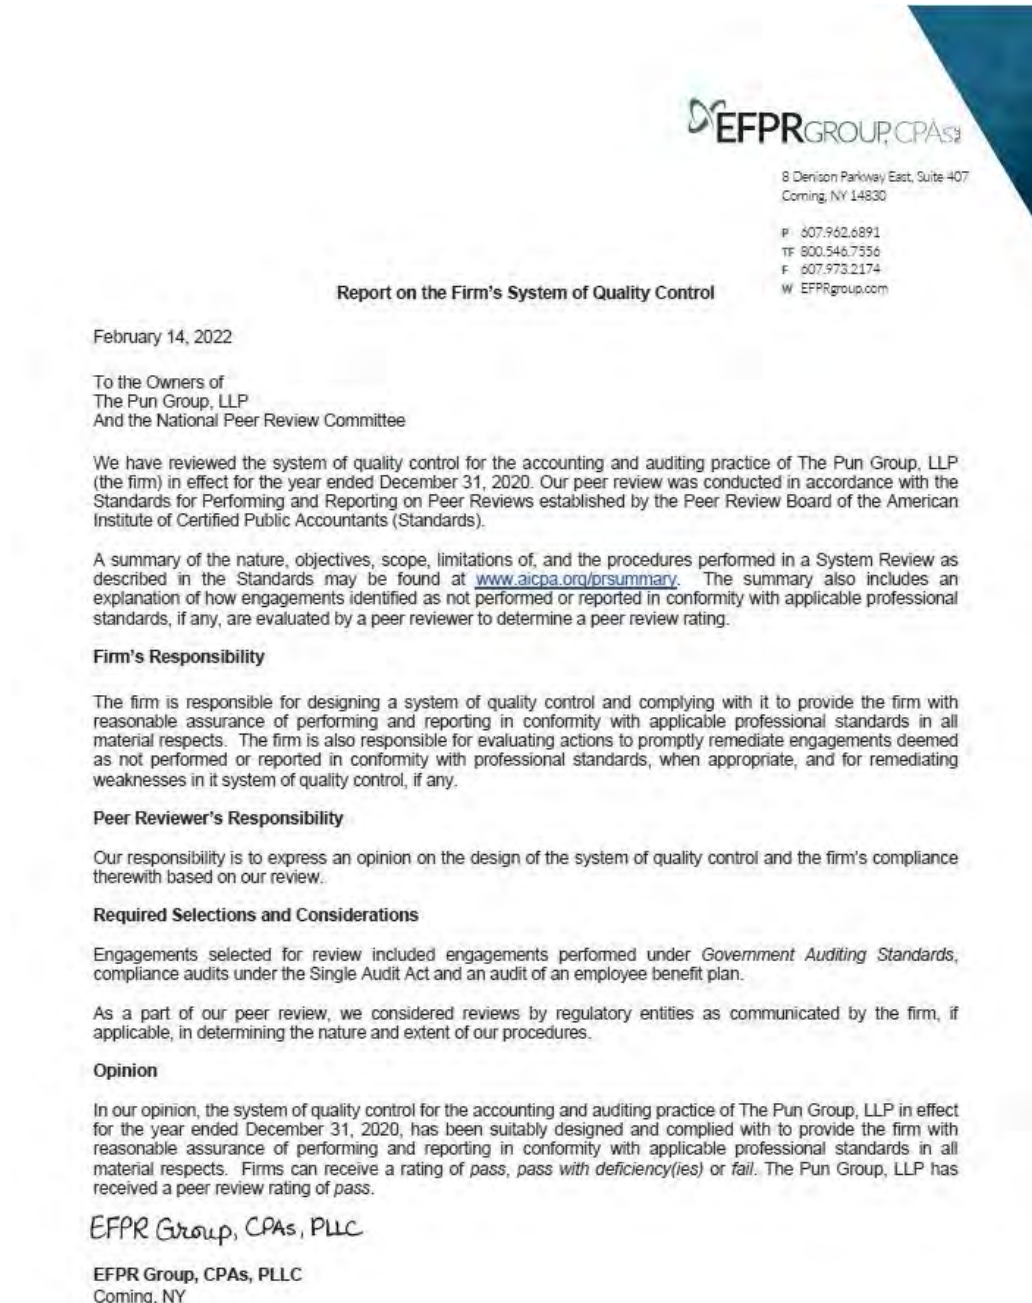 EFPRGROUP, CPAs
8 Denison Parkway East, Suite 407
Corning, NY 14830
P 607.962.6891
TF 800.546.7556
F 607.973.2174
W EFPRgroup.com
Report on the Firm's System of Quality Control
February 14, 2022
To the Owners of
The Pun Group, LLP
And the National Peer Review Committee
We have reviewed the system of quality control for the accounting and auditing practice of The Pun Group, LLP
(the firm) in effect for the year ended December 31, 2020. Our peer review was conducted in accordance with the
Standards for Performing and Reporting on Peer Reviews established by the Peer Review Board of the American
Institute of Certified Public Accountants (Standards).
A summary of the nature, objectives, scope, limitations of, and the procedures performed in a System Review as
described in the Standards may be found at www.aicpa.org/prsummary. The summary also includes an
explanation of how engagements identified as not performed or reported in conformity with applicable professional
standards, if any, are evaluated by a peer reviewer to determine a peer review rating.
Firm's Responsibility
The firm is responsible for designing a system of quality control and complying with it to provide the firm with
reasonable assurance of performing and reporting in conformity with applicable professional standards in all
material respects. The firm is also responsible for evaluating actions to promptly remediate engagements deemed
as not performed or reported in conformity with professional standards, when appropriate, and for remediating
weaknesses in it system of quality control, if any.
Peer Reviewer's Responsibility
Our responsibility is to express an opinion on the design of the system of quality control and the firm's compliance
therewith based on our review.
Required Selections and Considerations
Engagements selected for review included engagements performed under Government Auditing Standards,
compliance audits under the Single Audit Act and an audit of an employee benefit plan.
As a part of our peer review, we considered reviews by regulatory entities as communicated by the firm, if
applicable, in determining the nature and extent of our procedures.
Opinion
In our opinion, the system of quality control for the accounting and auditing practice of The Pun Group, LLP in effect
for the year ended December 31, 2020, has been suitably designed and complied with to provide the firm with
reasonable assurance of performing and reporting in conformity with applicable professional standards in all
material respects. Firms can receive a rating of pass, pass with deficiency(ies) or fail. The Pun Group, LLP has
received a peer review rating of pass.
EFPR Group, CPAs, PLLC
EFPR Group, CPAs, PLLC
Corning, NY